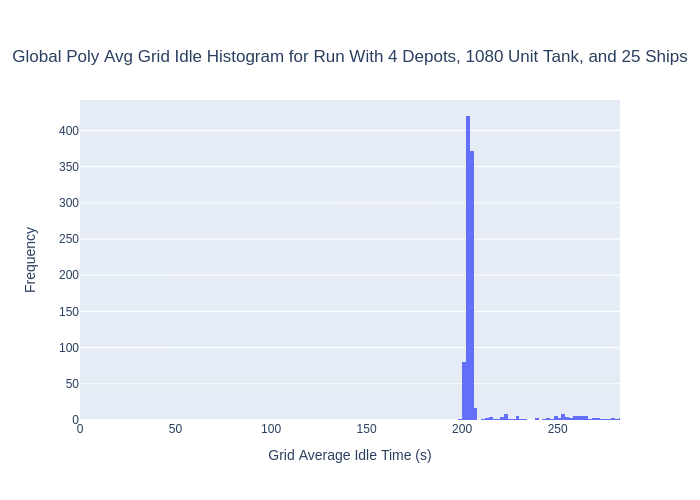 Global Poly Avg Grid Idle Histogram for Run With 4 Depots, 1080 Unit Tank, and 25 Ships
400
350
300
250
200
150
100
50
0
Frequency
0 50 100 150 200 250
Grid Average Idle Time (s)